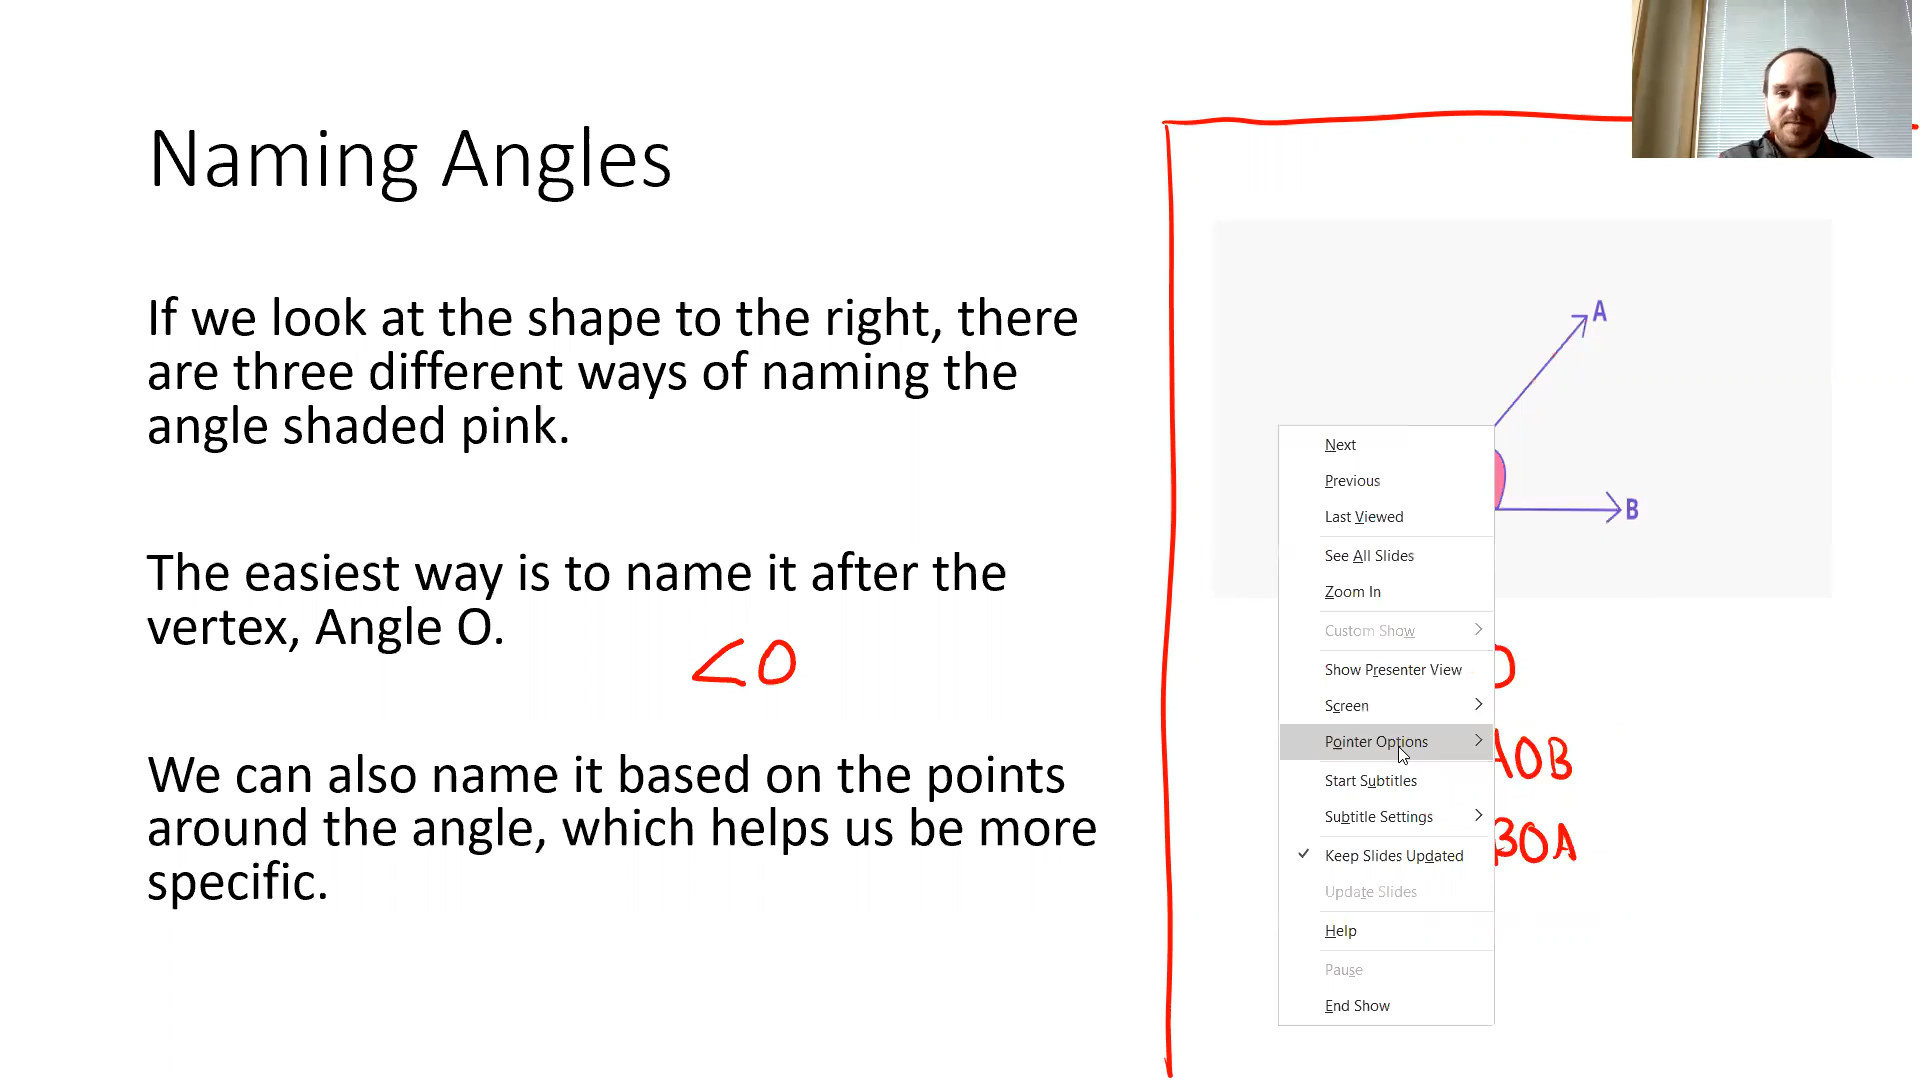 Naming Angles
If we look at the shape to the right, there
are three different ways of naming the
angle shaded pink.
The easiest way is to name it after the
vertex, Angle O.
<O
We can also name it based on the points
around the angle, which helps us be more
specific.
A
B
Next
Previous
Last Viewed
See All Slides
Zoom In
Custom Show
Show Presenter View
Screen
Pointer Options
Start Subtitles
Subtitle Settings
Keep Slides Updated
Update Slides
Help
Pause
End Show
AOB
BOA